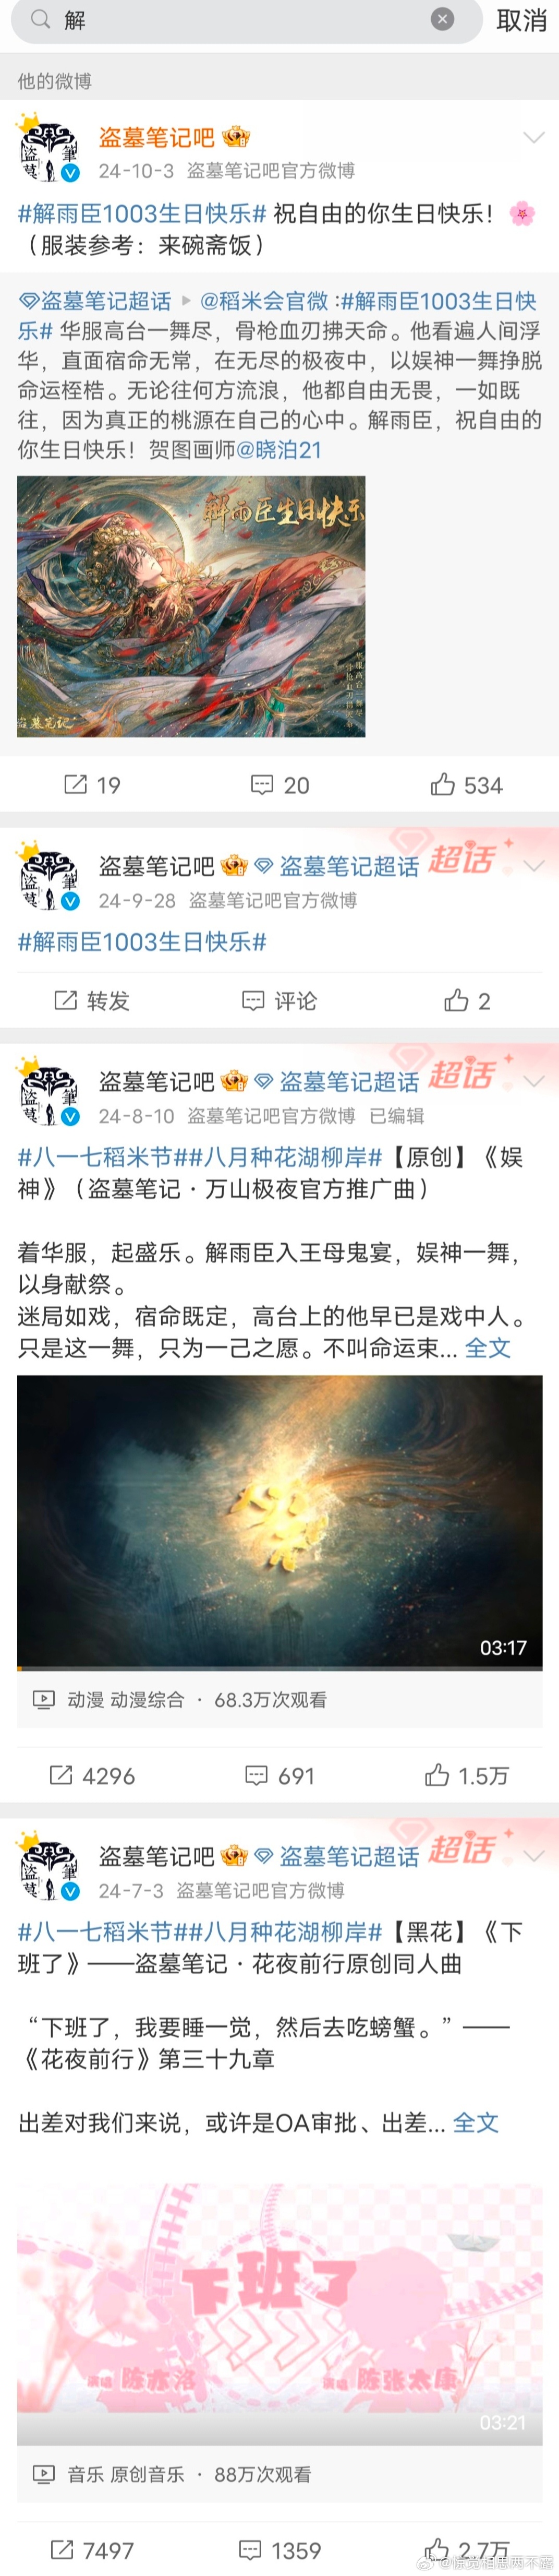 解
取消
他的微博
盗墓笔记吧
24-10-3 盗墓笔记吧官方微博
#解雨臣1003生日快乐# 祝自由的你生日快乐！
（服装参考：来碗斋饭）
盗墓笔记超话 @稻米会官微 :#解雨臣1003生日快
乐# 华服高台一舞尽，骨枪血刃拂天命。他看遍人间浮
华，直面宿命无常，在无尽的极夜中，以娱神一舞挣脱
命运桎梏。无论往何方流浪，他都自由无畏，一如既
往，因为真正的桃源在自己的心中。解雨臣，祝自由的
你生日快乐！贺图画师@晓泊21
解雨臣生日快乐
盗墓笔记
19 20 534
盗墓笔记吧 盗墓笔记超话 超话
24-9-28 盗墓笔记吧官方微博
#解雨臣1003生日快乐#
转发 评论 2
盗墓笔记吧 盗墓笔记超话 超话
24-8-10 盗墓笔记吧官方微博 已编辑
#八一七稻米节##八月种花湖柳岸#【原创】《娱
神》（盗墓笔记·万山极夜官方推广曲）
着华服，起盛乐。解雨臣入王母鬼宴，娱神一舞，
以身献祭。
迷局如戏，宿命既定，高台上的他早已是戏中人。
只是这一舞，只为一己之愿。不叫命运束... 全文
03:17
动漫 动漫综合 · 68.3万次观看
4296 691 1.5万
盗墓笔记吧 盗墓笔记超话 超话
24-7-3 盗墓笔记吧官方微博
#八一七稻米节##八月种花湖柳岸#【黑花】《下
班了》——盗墓笔记·花夜前行原创同人曲
“下班了，我要睡一觉，然后去吃螃蟹。”——
《花夜前行》第三十九章
出差对我们来说，或许是OA审批、出差... 全文
下班了
演唱 陈亦洺 演唱 陈张太康
03:21
音乐 原创音乐 · 88万次观看
7497 1359 2.7万